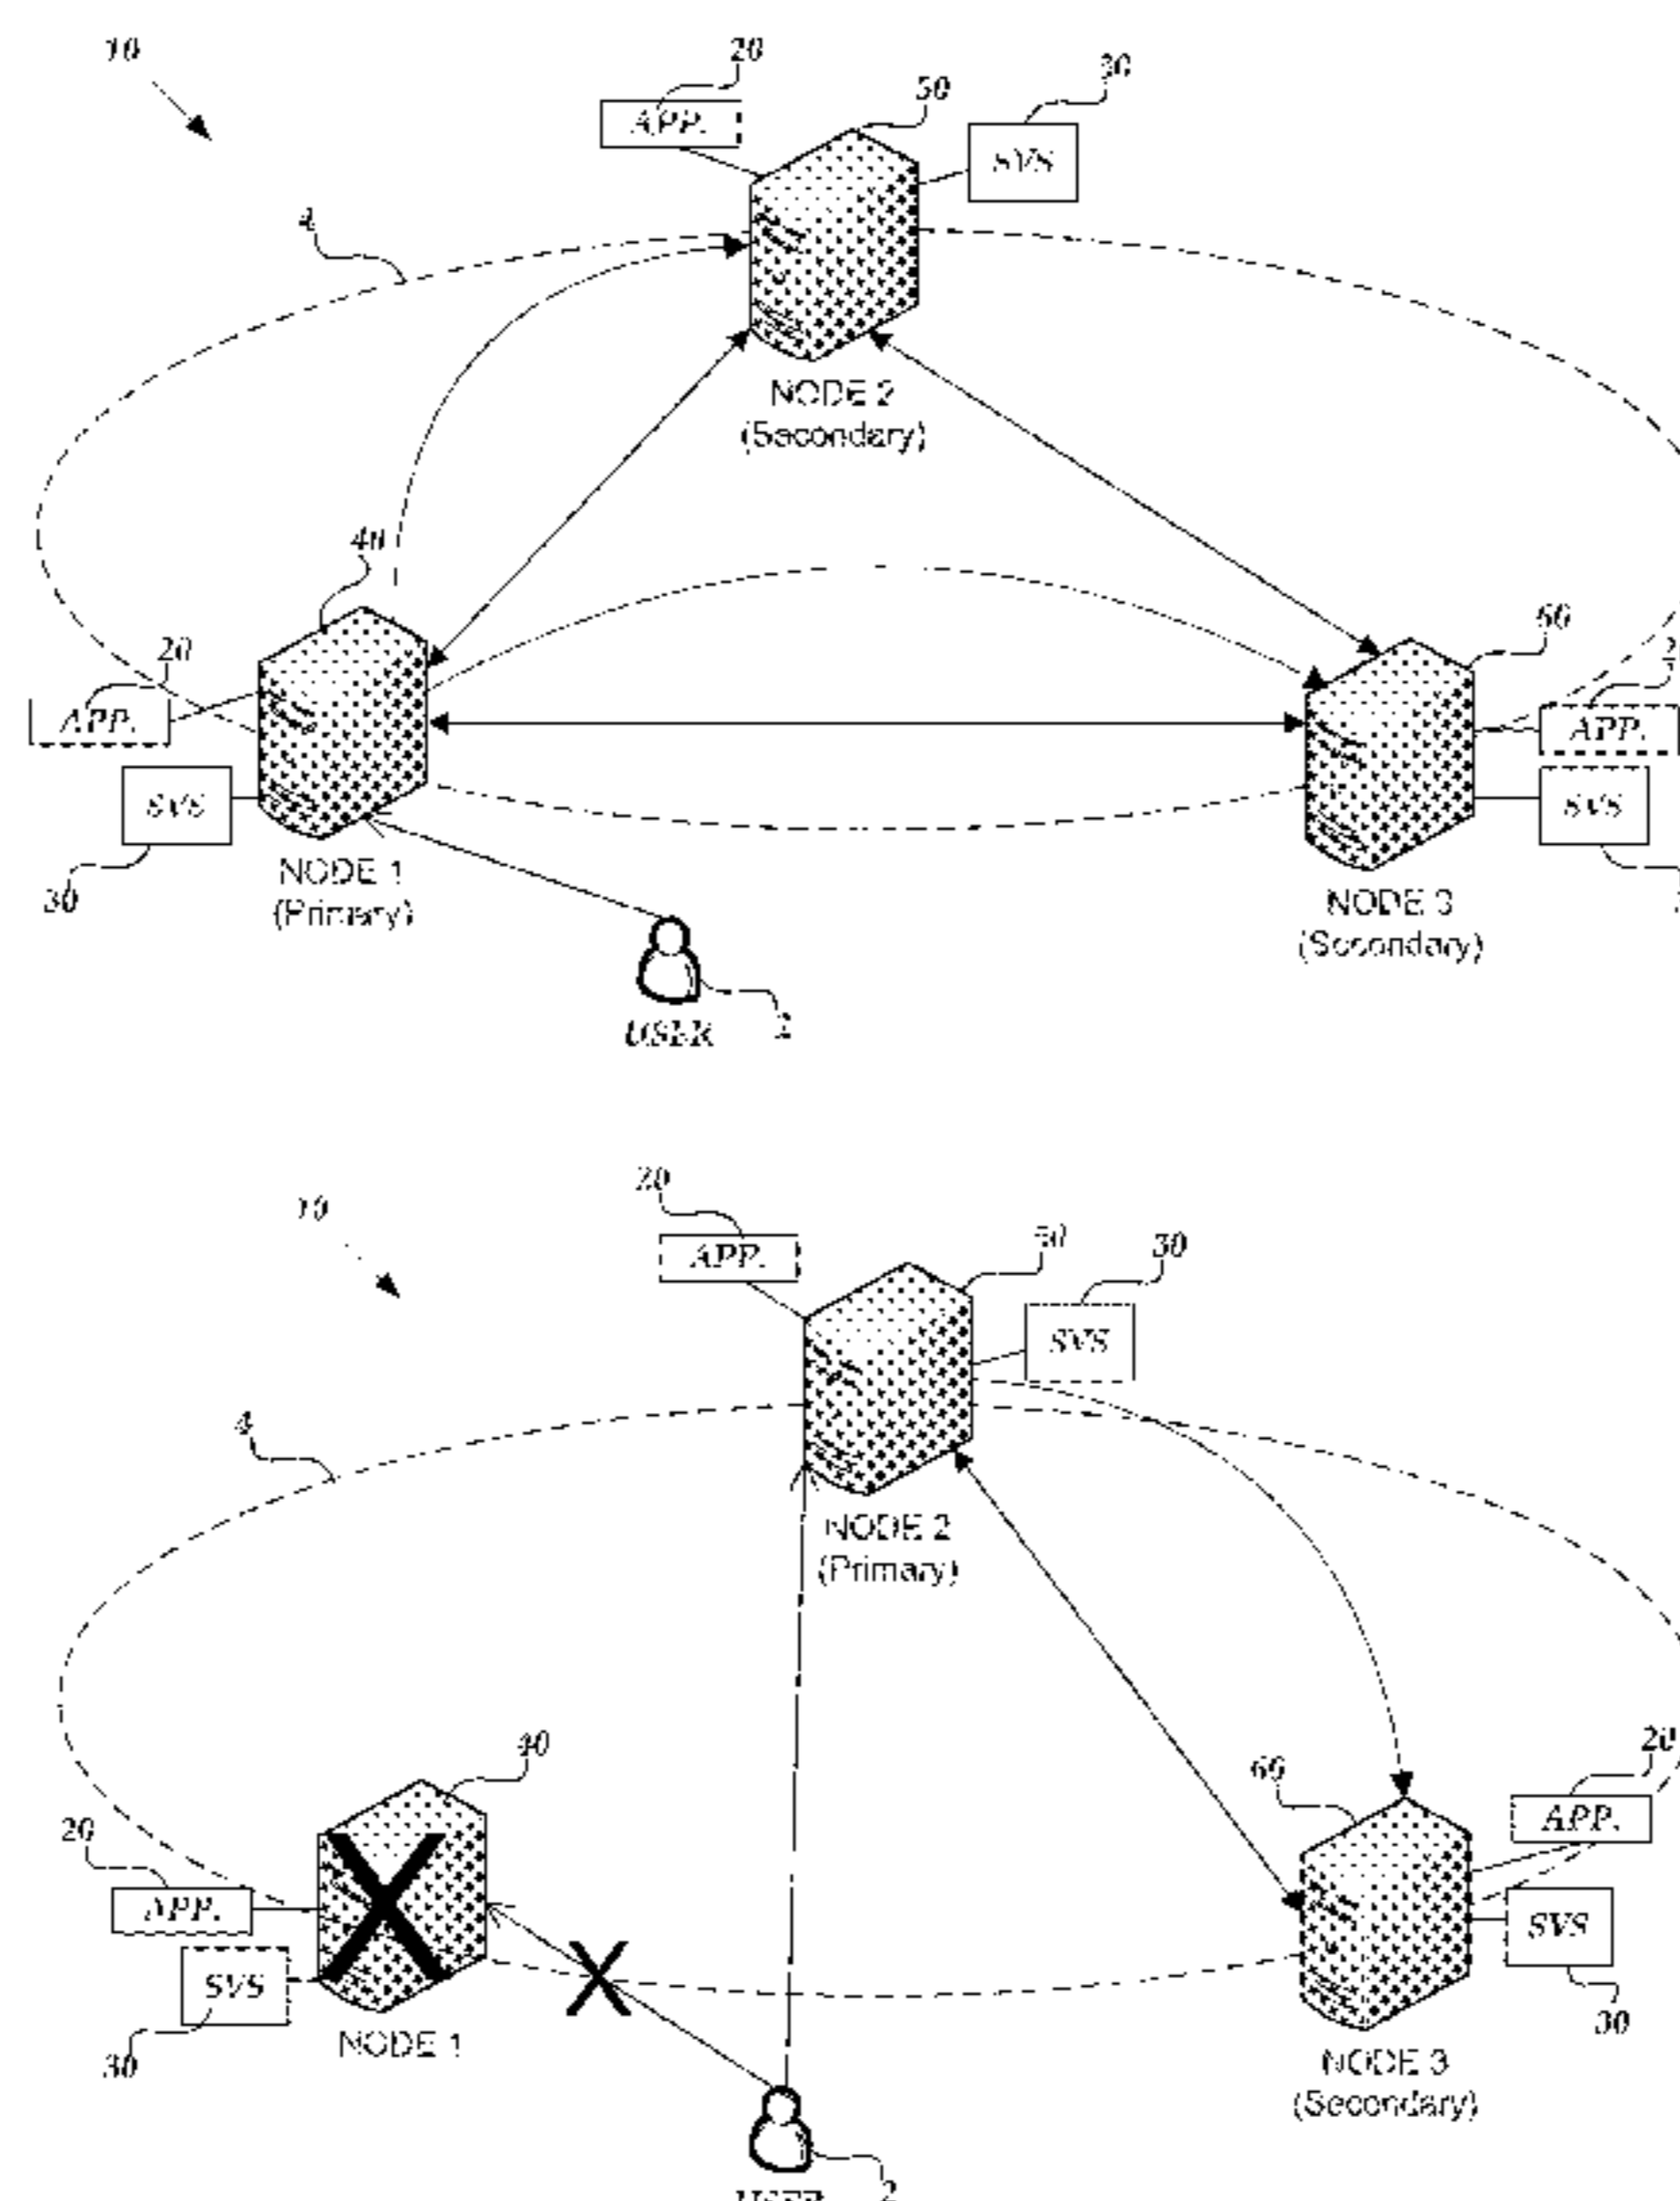 10
20
30
50
APP.
SVS
4
NODE 2
(Secondary)
40
60
20
APP.
APP.
SVS
SVS
NODE 1
(Primary)
30
NODE 3
(Secondary)
2
USER
20
10
50
30
APP.
SVS
4
NODE 2
(Primary)
40
20
60
20
APP.
APP.
SVS
SVS
NODE 1
30
30
NODE 3
(Secondary)
2
USER